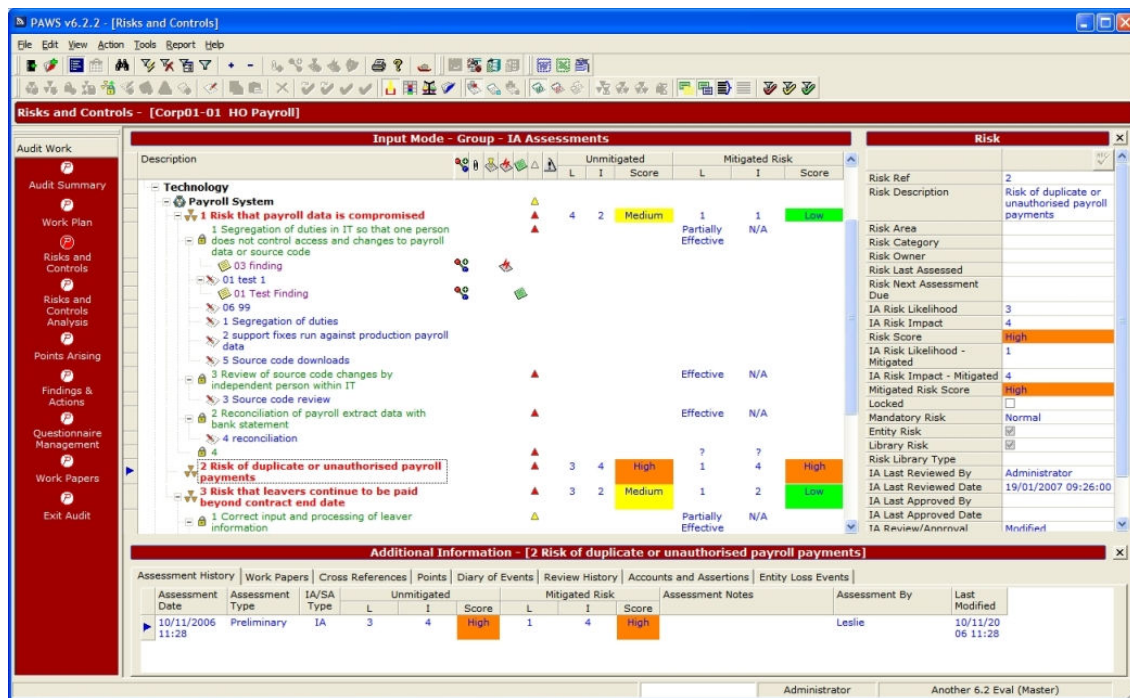 PAWS v6.2.2 - [Risks and Controls]
File Edit View Action Tools Report Help
Risks and Controls - [Corp01-01 HO Payroll]
Audit Work
Audit Summary
Work Plan
Risks and
Controls
Risks and
Controls
Analysis
Points Arising
Findings &
Actions
Questionnaire
Management
Work Papers
Exit Audit
Input Mode - Group - IA Assessments
Description Unmitigated Mitigated Risk
L I Score L I Score
Technology
Payroll System
1 Risk that payroll data is compromised 4 2 Medium 1 1 Low
1 Segregation of duties in IT so that one person Partially N/A
does not control access and changes to payroll Effective
data or source code
03 finding
01 test 1
01 Test Finding
06 99
1 Segregation of duties
2 support fixes run against production payroll
data
5 Source code downloads
3 Review of source code changes by Effective N/A
independent person within IT
3 Source code review
2 Reconciliation of payroll extract data with Effective N/A
bank statement
4 reconciliation
4 ? ?
2 Risk of duplicate or unauthorised payroll 3 4 High 1 4 High
payments
3 Risk that leavers continue to be paid 3 2 Medium 1 2 Low
beyond contract end date
1 Correct input and processing of leaver Partially N/A
information Effective
Risk
Risk Ref 2
Risk Description Risk of duplicate or
unauthorised payroll
payments
Risk Area
Risk Category
Risk Owner
Risk Last Assessed
Risk Next Assessment
Due
IA Risk Likelihood 3
IA Risk Impact 4
Risk Score High
IA Risk Likelihood - 1
Mitigated
IA Risk Impact - Mitigated 4
Mitigated Risk Score High
Locked
Mandatory Risk Normal
Entity Risk
Library Risk
Risk Library Type
IA Last Reviewed By Administrator
IA Last Reviewed Date 19/01/2007 09:26:00
IA Last Approved By
IA Last Approved Date
IA Review/Approval Modified
Additional Information - [2 Risk of duplicate or unauthorised payroll payments]
Assessment History Work Papers Cross References Points Diary of Events Review History Accounts and Assertions Entity Loss Events
Assessment Assessment IA/SA Unmitigated Mitigated Risk Assessment Notes Assessment By Last
Date Type Type L I Score L I Score Modified
10/11/2006 Preliminary IA 3 4 High 1 4 High Leslie 10/11/20
11:28 06 11:28
Administrator Another 6.2 Eval (Master)